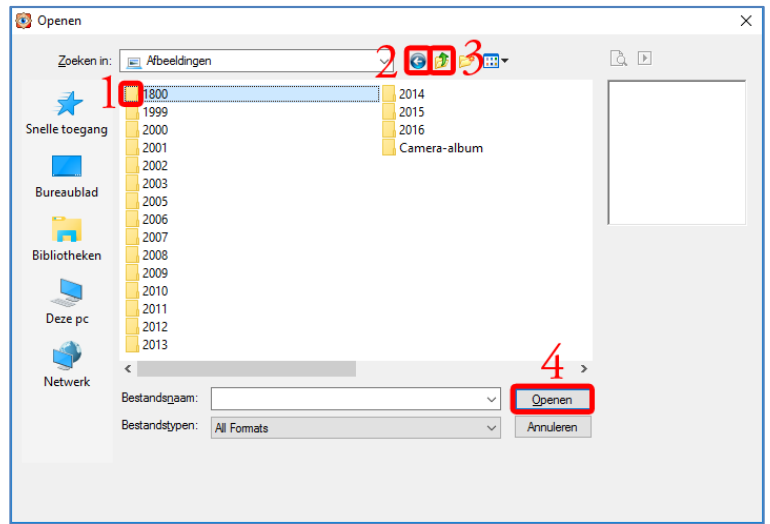 Openen
Zoeken in:
Afbeeldingen
2
3
1
1800
1999
2000
2001
2002
2003
2005
2006
2007
2008
2009
2010
2011
2012
2013
2014
2015
2016
Camera-album
Snelle toegang
Bureaublad
Bibliotheken
Deze pc
Netwerk
4
Bestandsnaam:
Openen
Bestandstypen:
All Formats
Annuleren